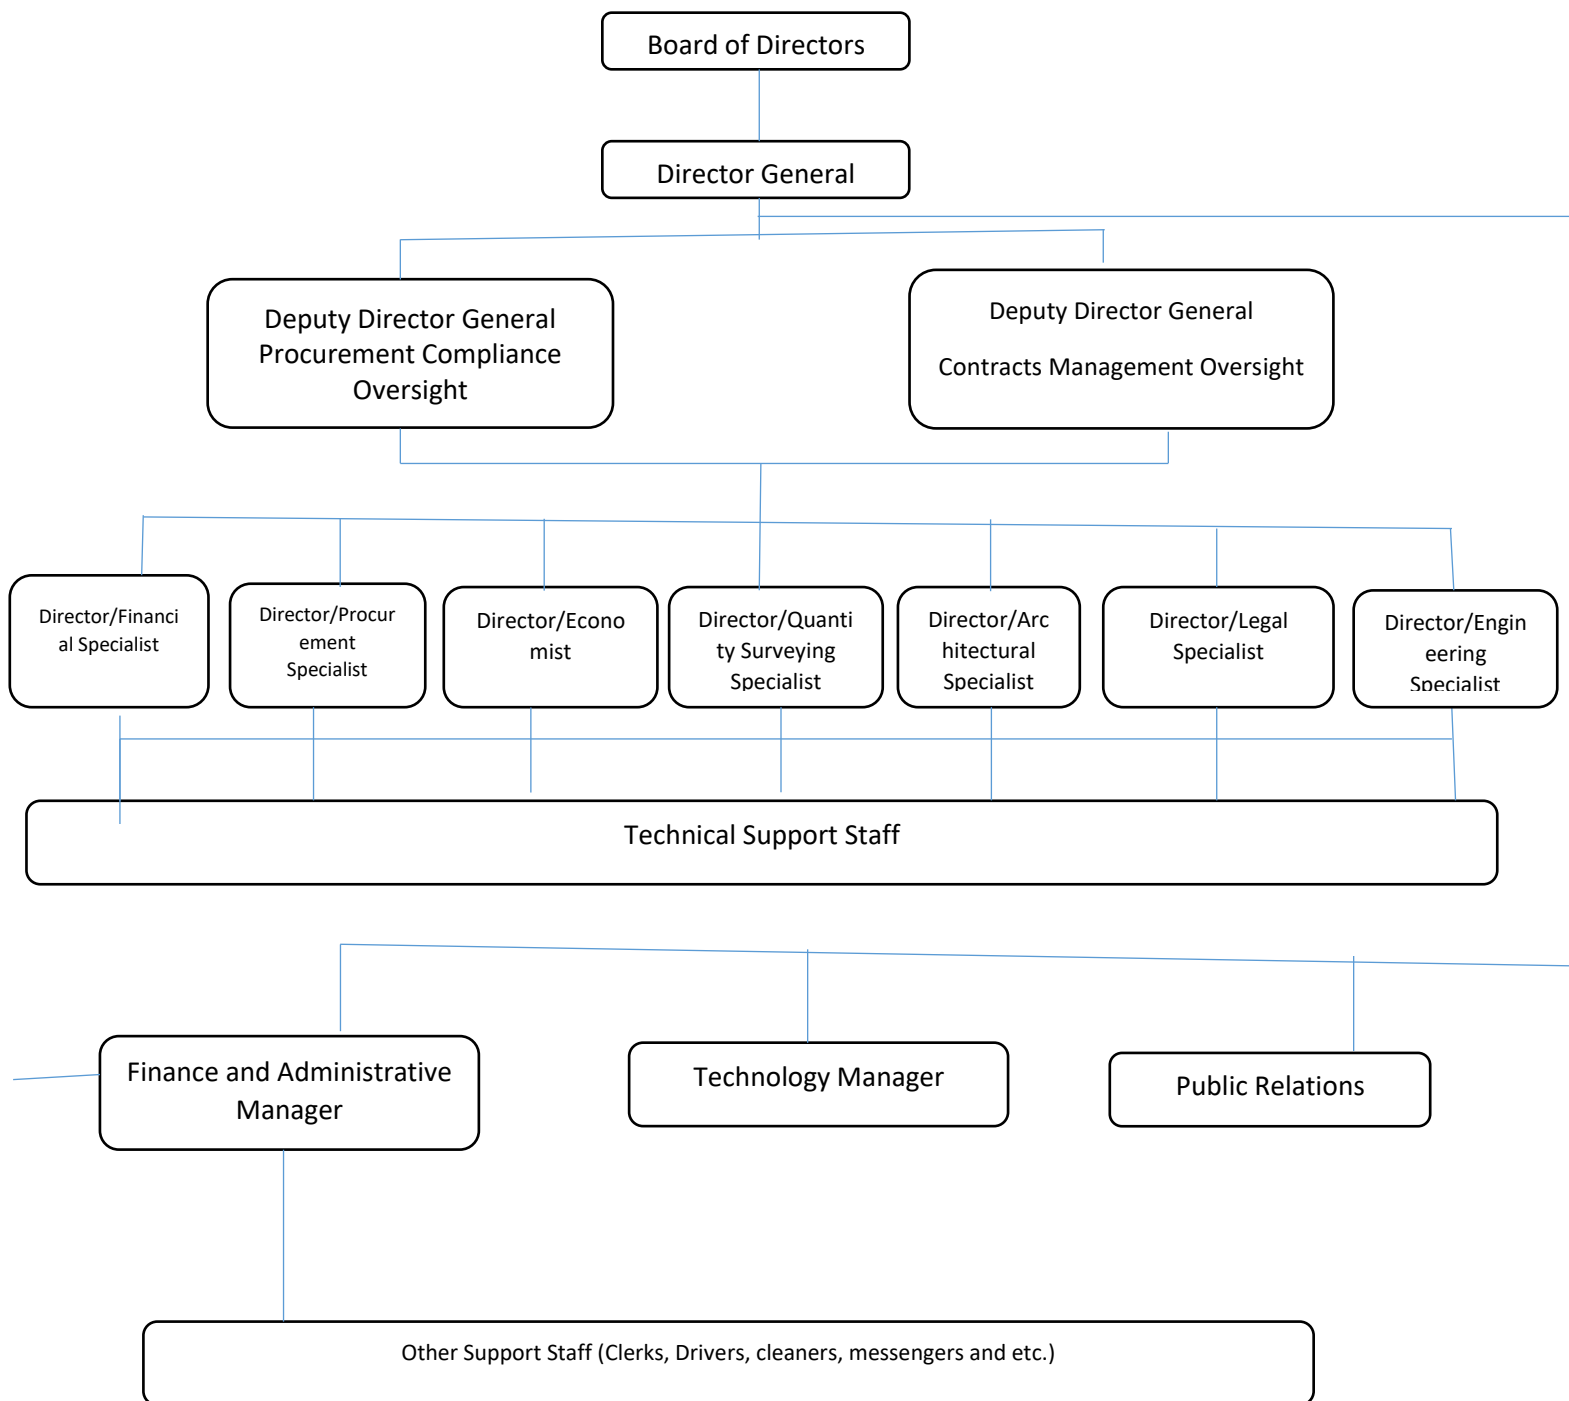 Board of Directors
Director General
Deputy Director General
Procurement Compliance
Oversight
Deputy Director General
Contracts Management Oversight
Director/Financi
al Specialist
Director/Procur
ement
Specialist
Director/Econo
mist
Director/Quanti
ty Surveying
Specialist
Director/Arc
hitectural
Specialist
Director/Legal
Specialist
Director/Engin
eering
Specialist
Technical Support Staff
Finance and Administrative
Manager
Technology Manager
Public Relations
Other Support Staff (Clerks, Drivers, cleaners, messengers and etc.)